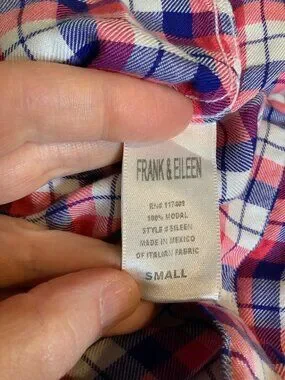 FRANK & EILEEN
RN# 117409
100% MODAL
STYLE # EILEEN
MADE IN MEXICO
OF ITALIAN FABRIC
SMALL